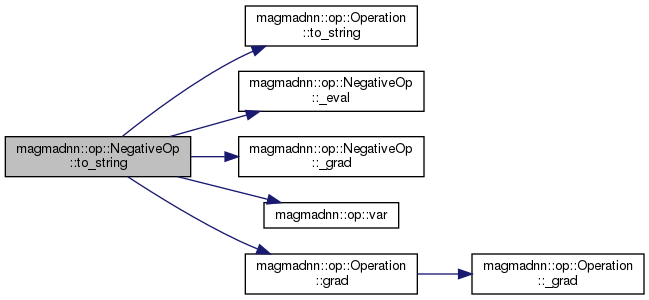 magmadnn::op::Operation
::to_string
magmadnn::op::NegativeOp
::_eval
magmadnn::op::NegativeOp
::to_string
magmadnn::op::NegativeOp
::_grad
magmadnn::op::var
magmadnn::op::Operation
::grad
magmadnn::op::Operation
::_grad